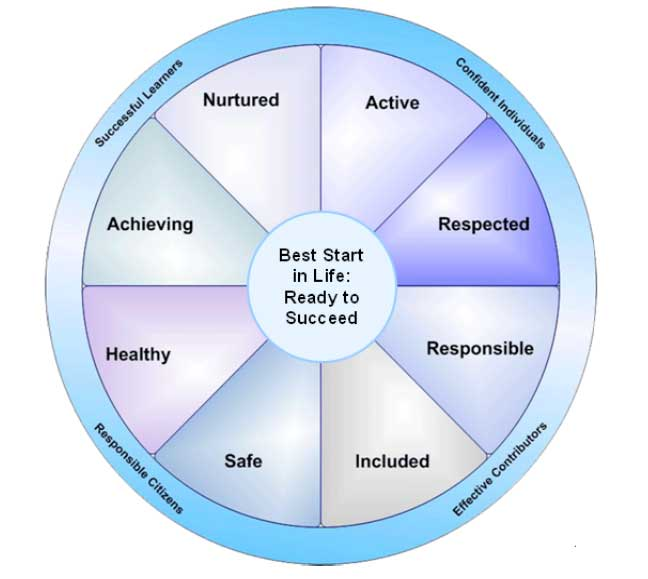 Successful Learners
Confident Individuals
Nurtured
Active
Achieving
Respected
Best Start
in Life:
Ready to
Succeed
Healthy
Responsible
Safe
Included
Responsible Citizens
Effective Contributors